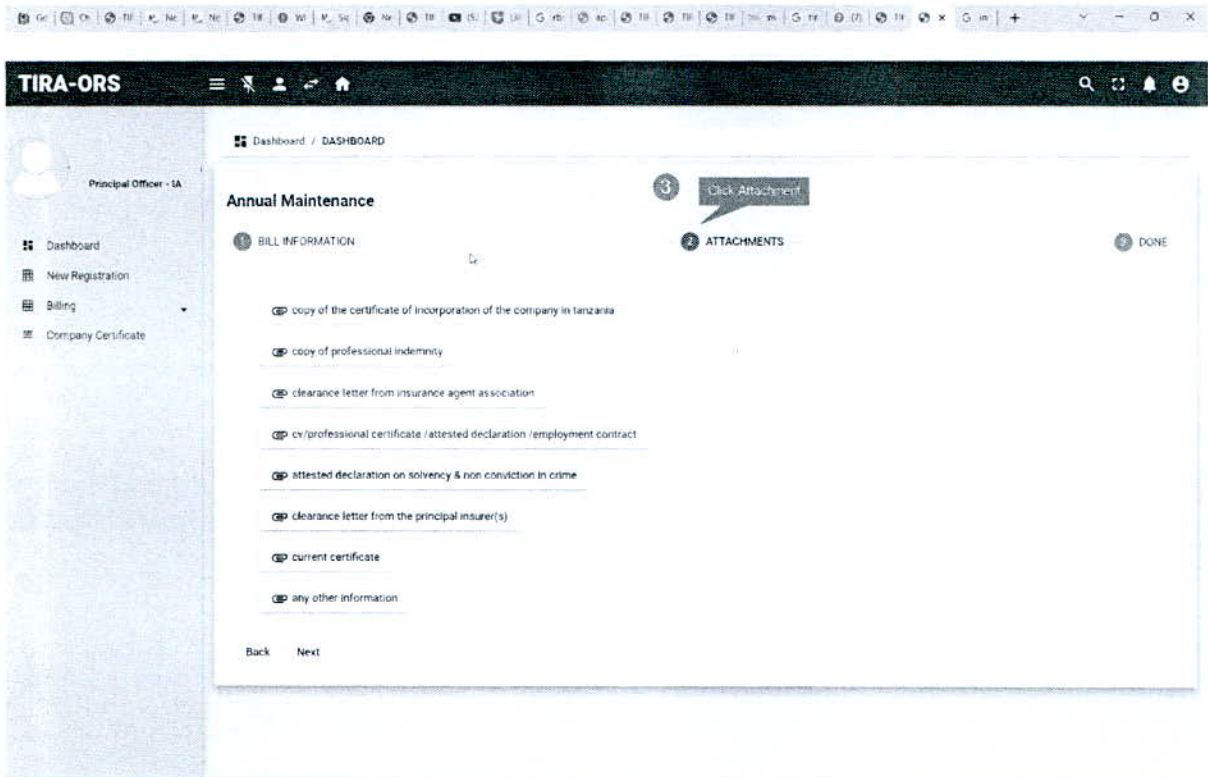 TIRA-ORS
Dashboard / DASHBOARD
Principal Officer - IA
Annual Maintenance
3 Click Attachment
1 BILL INFORMATION
2 ATTACHMENTS
3 DONE
Dashboard
New Registration
Billing
Company Certificate
copy of the certificate of incorporation of the company in tanzania
copy of professional indemnity
clearance letter from insurance agent association
cv/professional certificate /attested declaration /employment contract
attested declaration on solvency & non conviction in crime
clearance letter from the principal insurer(s)
current certificate
any other information
Back Next